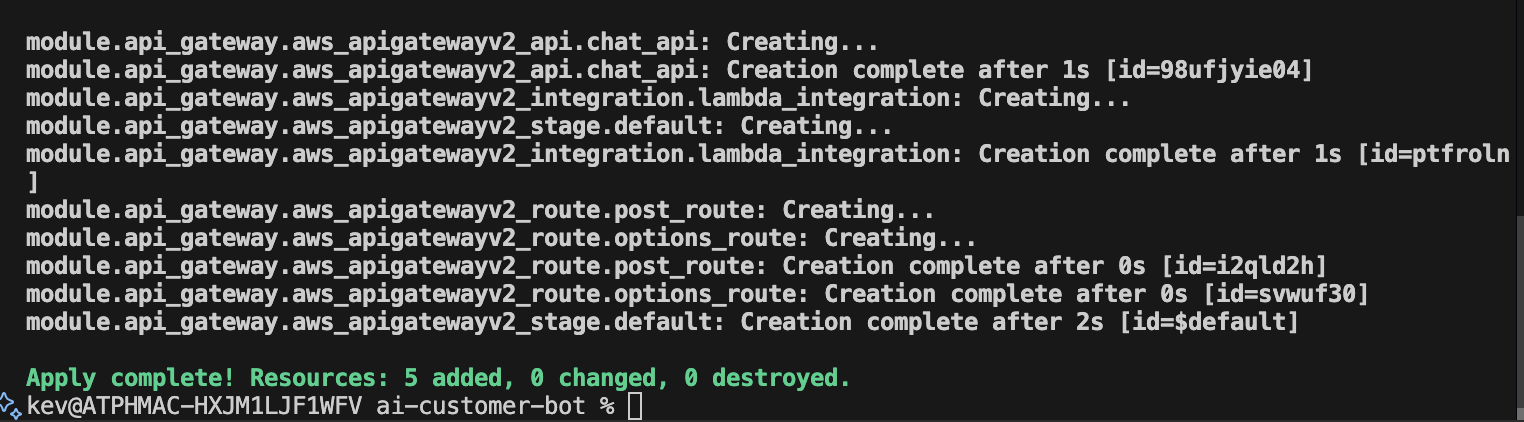 module.api_gateway.aws_apigatewayv2_api.chat_api: Creating...
module.api_gateway.aws_apigatewayv2_api.chat_api: Creation complete after 1s [id=98ufjyie04]
module.api_gateway.aws_apigatewayv2_integration.lambda_integration: Creating...
module.api_gateway.aws_apigatewayv2_stage.default: Creating...
module.api_gateway.aws_apigatewayv2_integration.lambda_integration: Creation complete after 1s [id=ptfroln
]
module.api_gateway.aws_apigatewayv2_route.post_route: Creating...
module.api_gateway.aws_apigatewayv2_route.options_route: Creating...
module.api_gateway.aws_apigatewayv2_route.post_route: Creation complete after 0s [id=i2qld2h]
module.api_gateway.aws_apigatewayv2_route.options_route: Creation complete after 0s [id=svwuf30]
module.api_gateway.aws_apigatewayv2_stage.default: Creation complete after 2s [id=$default]
Apply complete! Resources: 5 added, 0 changed, 0 destroyed.
kev@ATPHMAC-HXJM1LJF1WFV ai-customer-bot %